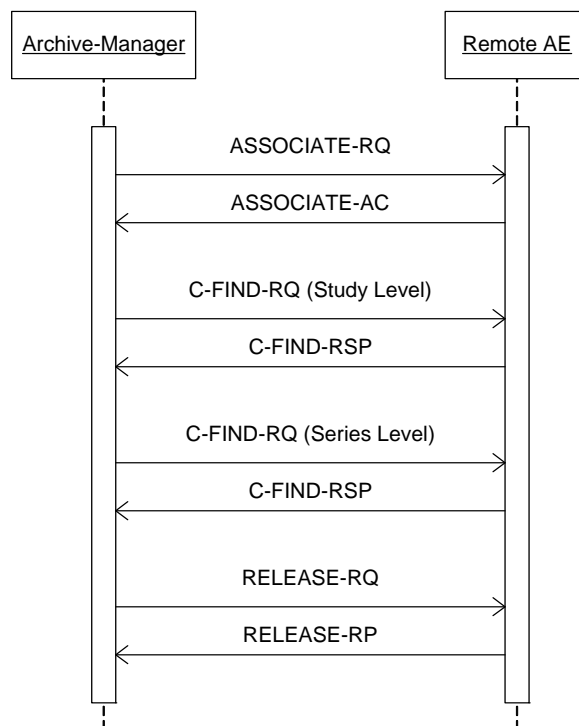 Archive-Manager
Remote AE
ASSOCIATE-RQ
ASSOCIATE-AC
C-FIND-RQ (Study Level)
C-FIND-RSP
C-FIND-RQ (Series Level)
C-FIND-RSP
RELEASE-RQ
RELEASE-RP